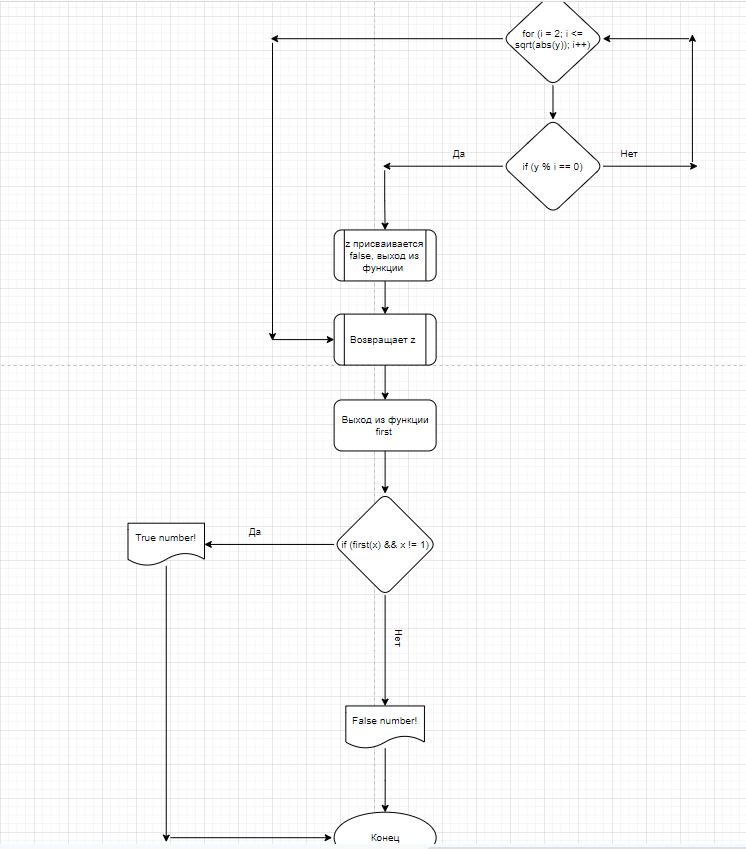 for (i = 2; i <=
sqrt(abs(y)); i++)
Да
Нет
if (y % i == 0)
z присваивается
false, выход из
функции
Возвращает z
Выход из функции
first
True number!
Да
if (first(x) && x != 1)
Нет
False number!
Конец